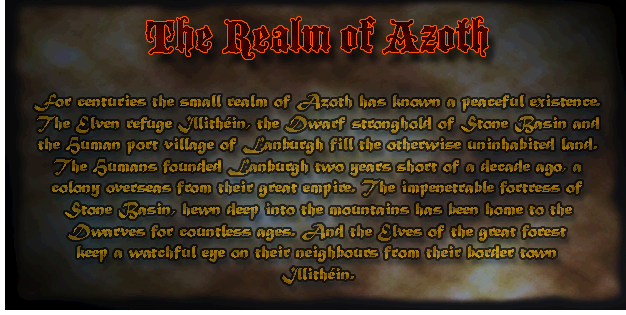 The Realm of Azoth
For centuries the small realm of Azoth has known a peaceful existence.
The Elven refuge Illithéin, the Dwarf stronghold of Stone Basin and
the Human port village of Lanburgh fill the otherwise uninhabited land.
The Humans founded Lanburgh two years short of a decade ago, a
colony overseas from their great empire. The impenetrable fortress of
Stone Basin, hewn deep into the mountains has been home to the
Dwarves for countless ages. And the Elves of the great forest
keep a watchful eye on their neighbours from their border town
Illithéin.